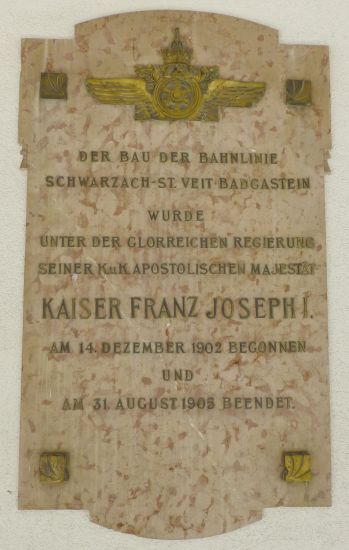 DER BAU DER BAHNLINIE
SCHWARZACH-ST. VEIT-BADGASTEIN
WURDE
UNTER DER GLORREICHEN REGIERUNG
SEINER K.u.K. APOSTOLISCHEN MAJESTÄT
KAISER FRANZ JOSEPH I.
AM 14. DEZEMBER 1902 BEGONNEN
UND
AM 31. AUGUST 1905 BEENDET.